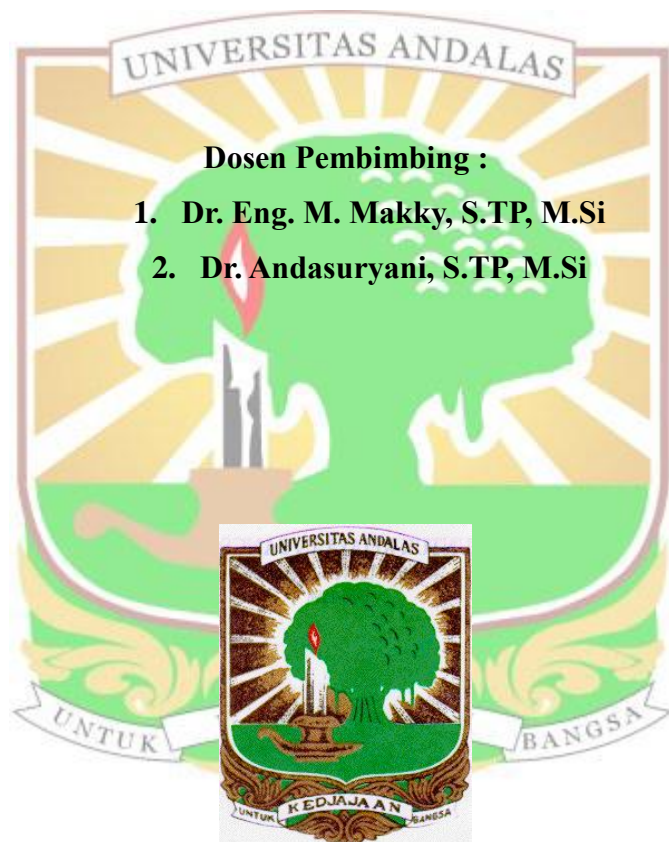 UNIVERSITAS ANDALAS
Dosen Pembimbing :
1. Dr. Eng. M. Makky, S.TP, M.Si
2. Dr. Andasuryani, S.TP, M.Si
UNIVERSITAS ANDALAS
UNTUK BANGSA
UNTUK KEDJAJAAN BANGSA